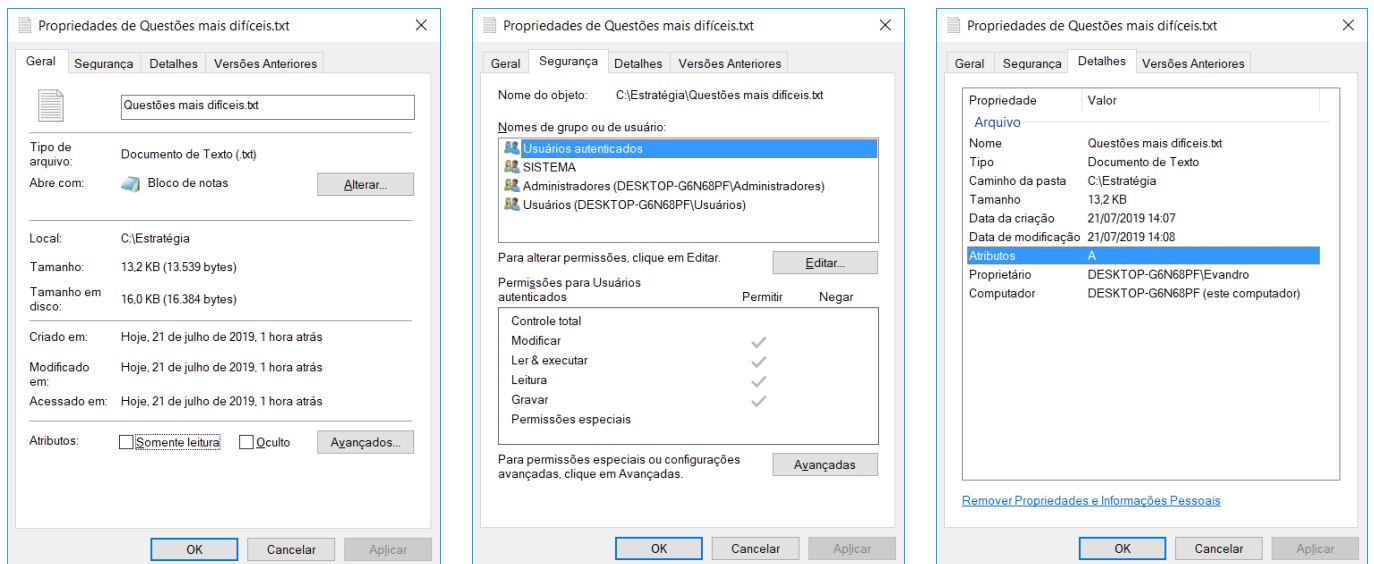 Propriedades de Questões mais difíceis.txt
Geral Segurança Detalhes Versões Anteriores
Questões mais difíceis.txt
Tipo de
arquivo:
Documento de Texto (.txt)
Abre com:
Bloco de notas
Alterar...
Local:
C:\Estratégia
Tamanho:
13,2 KB (13.539 bytes)
Tamanho em
disco:
16,0 KB (16.384 bytes)
Criado em:
Hoje, 21 de julho de 2019, 1 hora atrás
Modificado
em:
Hoje, 21 de julho de 2019, 1 hora atrás
Acessado em:
Hoje, 21 de julho de 2019, 1 hora atrás
Atributos:
Somente leitura
Oculto
Avançados...
OK Cancelar Aplicar
Propriedades de Questões mais difíceis.txt
Geral Segurança Detalhes Versões Anteriores
Nome do objeto: C:\Estratégia\Questões mais difíceis.txt
Nomes de grupo ou de usuário:
Usuários autenticados
SISTEMA
Administradores (DESKTOP-G6N68PF\Administradores)
Usuários (DESKTOP-G6N68PF\Usuários)
Para alterar permissões, clique em Editar.
Editar...
Permissões para Usuários
autenticados
Permitir Negar
Controle total
Modificar
Ler & executar
Leitura
Gravar
Permissões especiais
Para permissões especiais ou configurações
avançadas, clique em Avançadas.
Avançadas
OK Cancelar Aplicar
Propriedades de Questões mais difíceis.txt
Geral Segurança Detalhes Versões Anteriores
Propriedade Valor
Arquivo
Nome Questões mais difíceis.txt
Tipo Documento de Texto
Caminho da pasta C:\Estratégia
Tamanho 13,2 KB
Data da criação 21/07/2019 14:07
Data de modificação 21/07/2019 14:08
Atributos A
Proprietário DESKTOP-G6N68PF\Evandro
Computador DESKTOP-G6N68PF (este computador)
Remover Propriedades e Informações Pessoais
OK Cancelar Aplicar